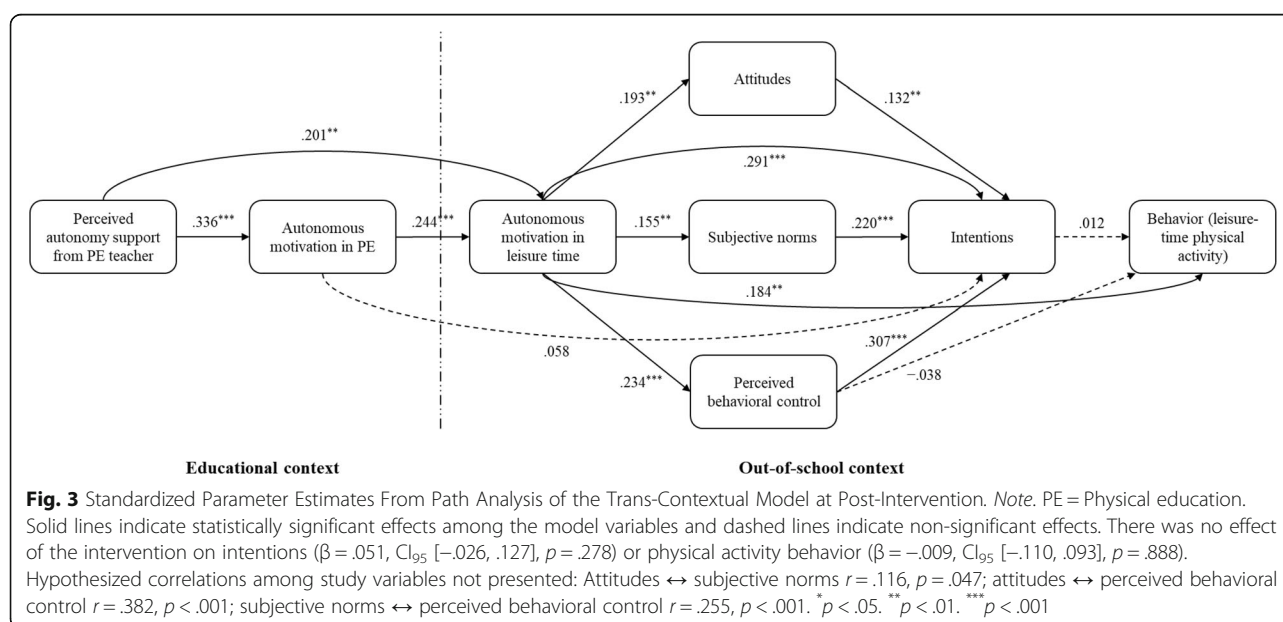 Attitudes
.193**
.132**
.201**
.291***
Perceived
autonomy support
from PE teacher
.336***
Autonomous
motivation in PE
.244***
Autonomous
motivation in
leisure time
.155**
Subjective norms
.220***
Intentions
.012
Behavior (leisure-
time physical
activity)
.184**
.058
.307***
.234***
−.038
Perceived
behavioral control
Educational context
Out-of-school context
Fig. 3 Standardized Parameter Estimates From Path Analysis of the Trans-Contextual Model at Post-Intervention. Note. PE = Physical education.
Solid lines indicate statistically significant effects among the model variables and dashed lines indicate non-significant effects. There was no effect
of the intervention on intentions (β = .051, CI₉₅ [−.026, .127], p = .278) or physical activity behavior (β = −.009, CI₉₅ [−.110, .093], p = .888).
Hypothesized correlations among study variables not presented: Attitudes ↔ subjective norms r = .116, p = .047; attitudes ↔ perceived behavioral
control r = .382, p < .001; subjective norms ↔ perceived behavioral control r = .255, p < .001. *p < .05. **p < .01. ***p < .001